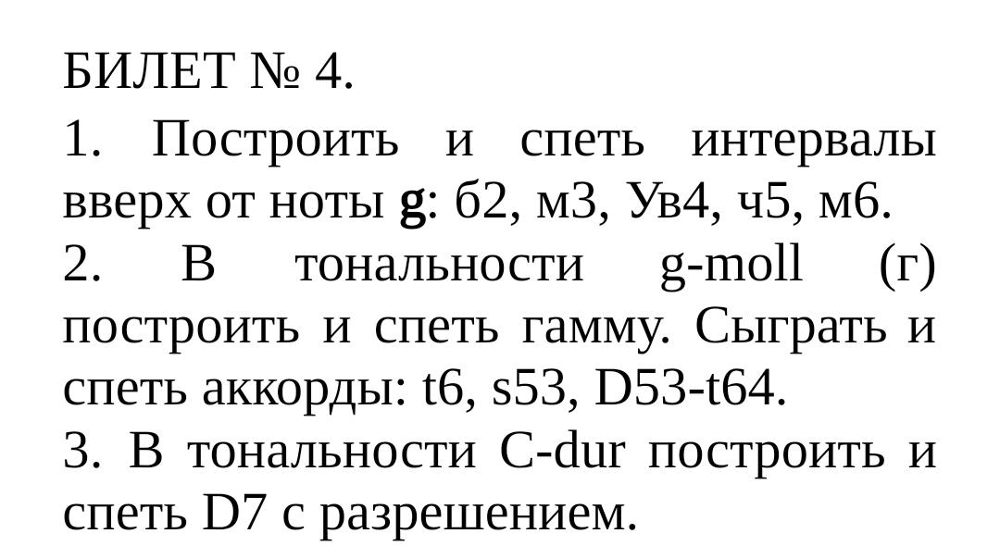 БИЛЕТ № 4.
1. Построить и спеть интервалы
вверх от ноты g: б2, м3, Ув4, ч5, м6.
2. В тональности g-moll (г)
построить и спеть гамму. Сыграть и
спеть аккорды: t6, s53, D53-t64.
3. В тональности C-dur построить и
спеть D7 с разрешением.